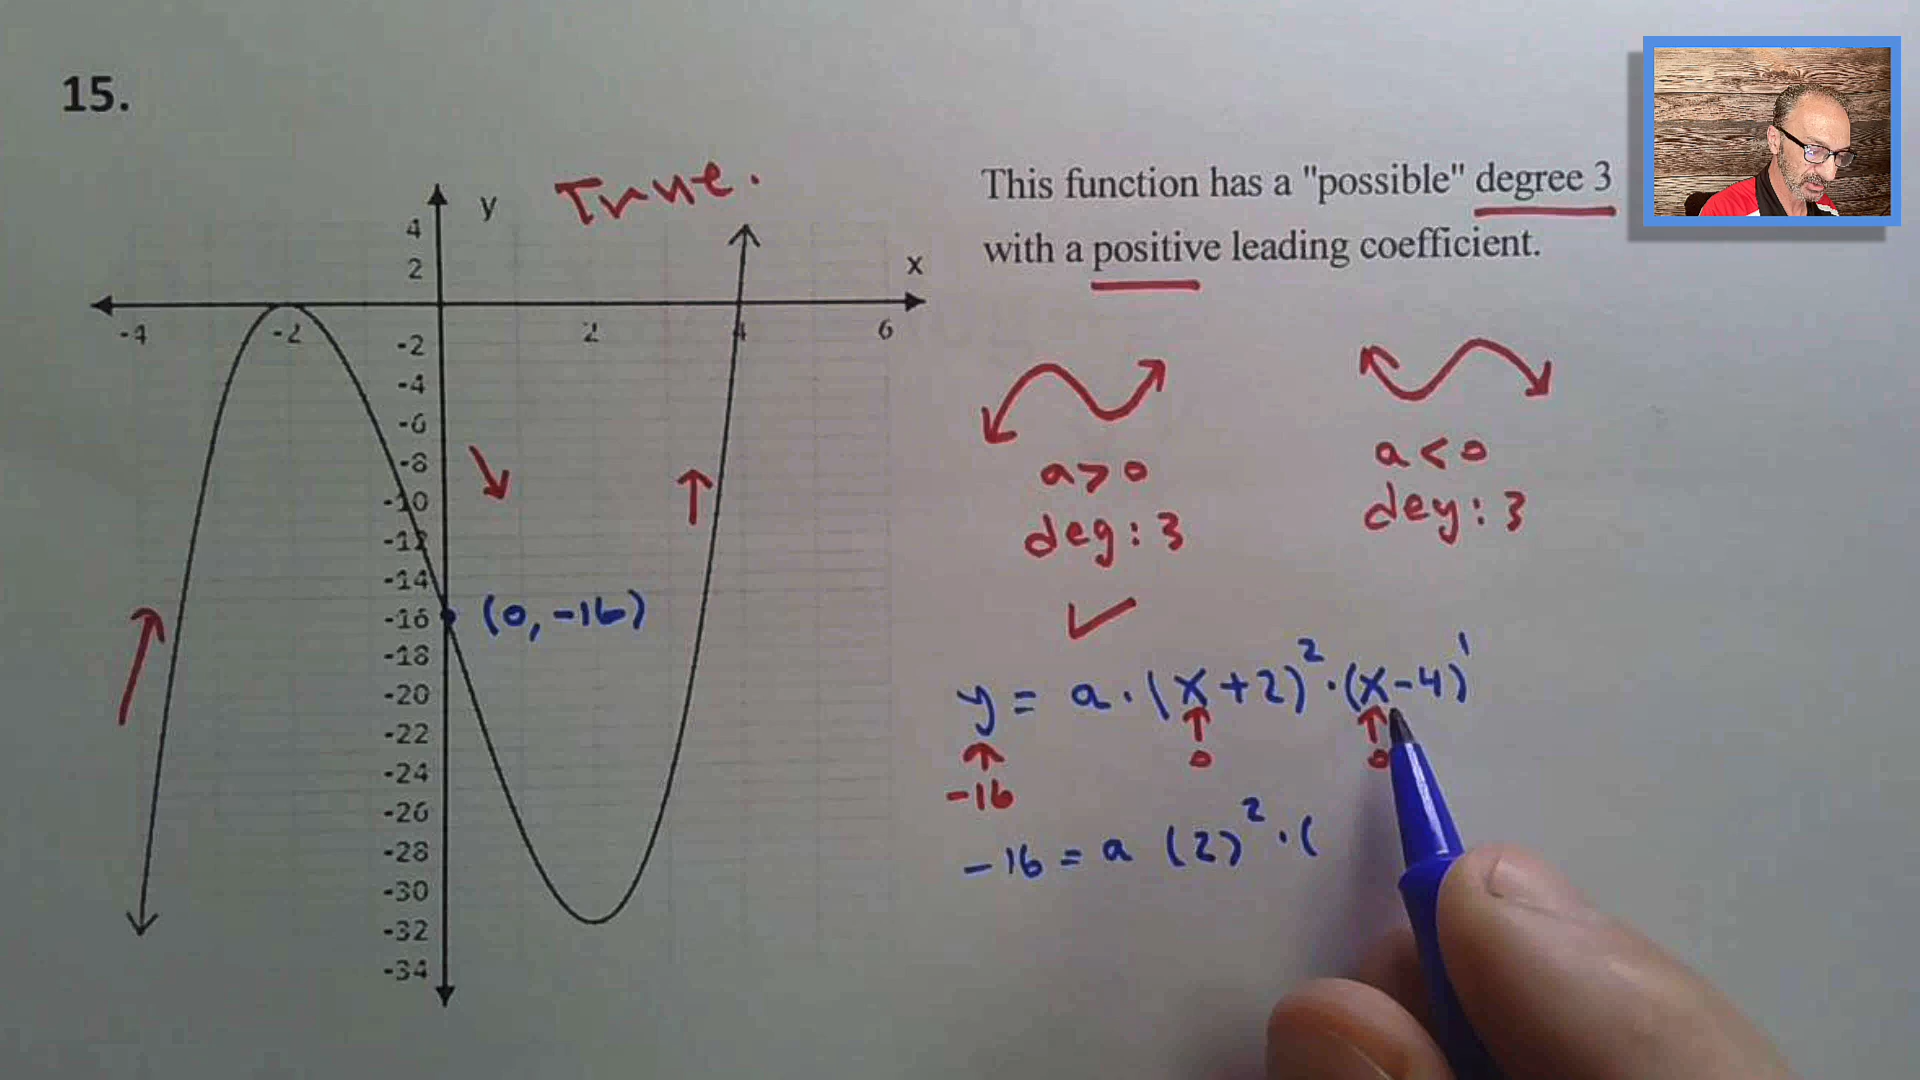 15.
True.
This function has a "possible" degree 3
with a positive leading coefficient.
y
x
4
2
-4
-2
2
4
6
-2
-4
-6
-8
-10
-12
-14
-16
-18
-20
-22
-24
-26
-28
-30
-32
-34
(0, -16)
a > 0
deg: 3
a < 0
deg: 3
y = a · (x+2)² · (x-4)¹
-16
0
0
-16 = a (2)² · (